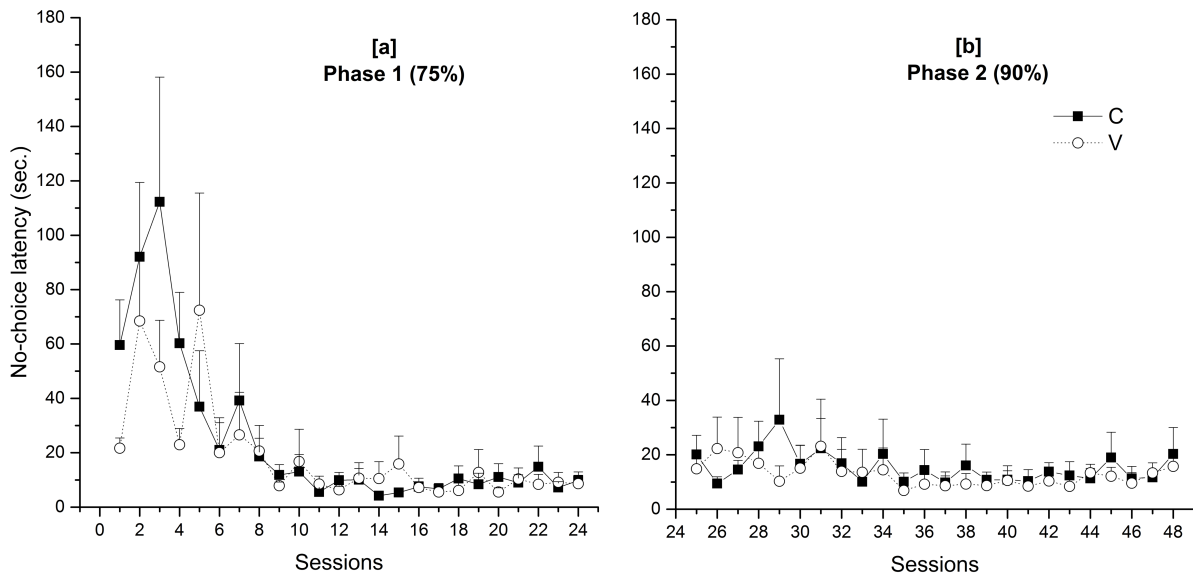 [a]
Phase 1 (75%)
No-choice latency (sec.)
180
160
140
120
100
80
60
40
20
0
0 2 4 6 8 10 12 14 16 18 20 22 24
Sessions
[b]
Phase 2 (90%)
C
V
180
160
140
120
100
80
60
40
20
0
24 26 28 30 32 34 36 38 40 42 44 46 48
Sessions